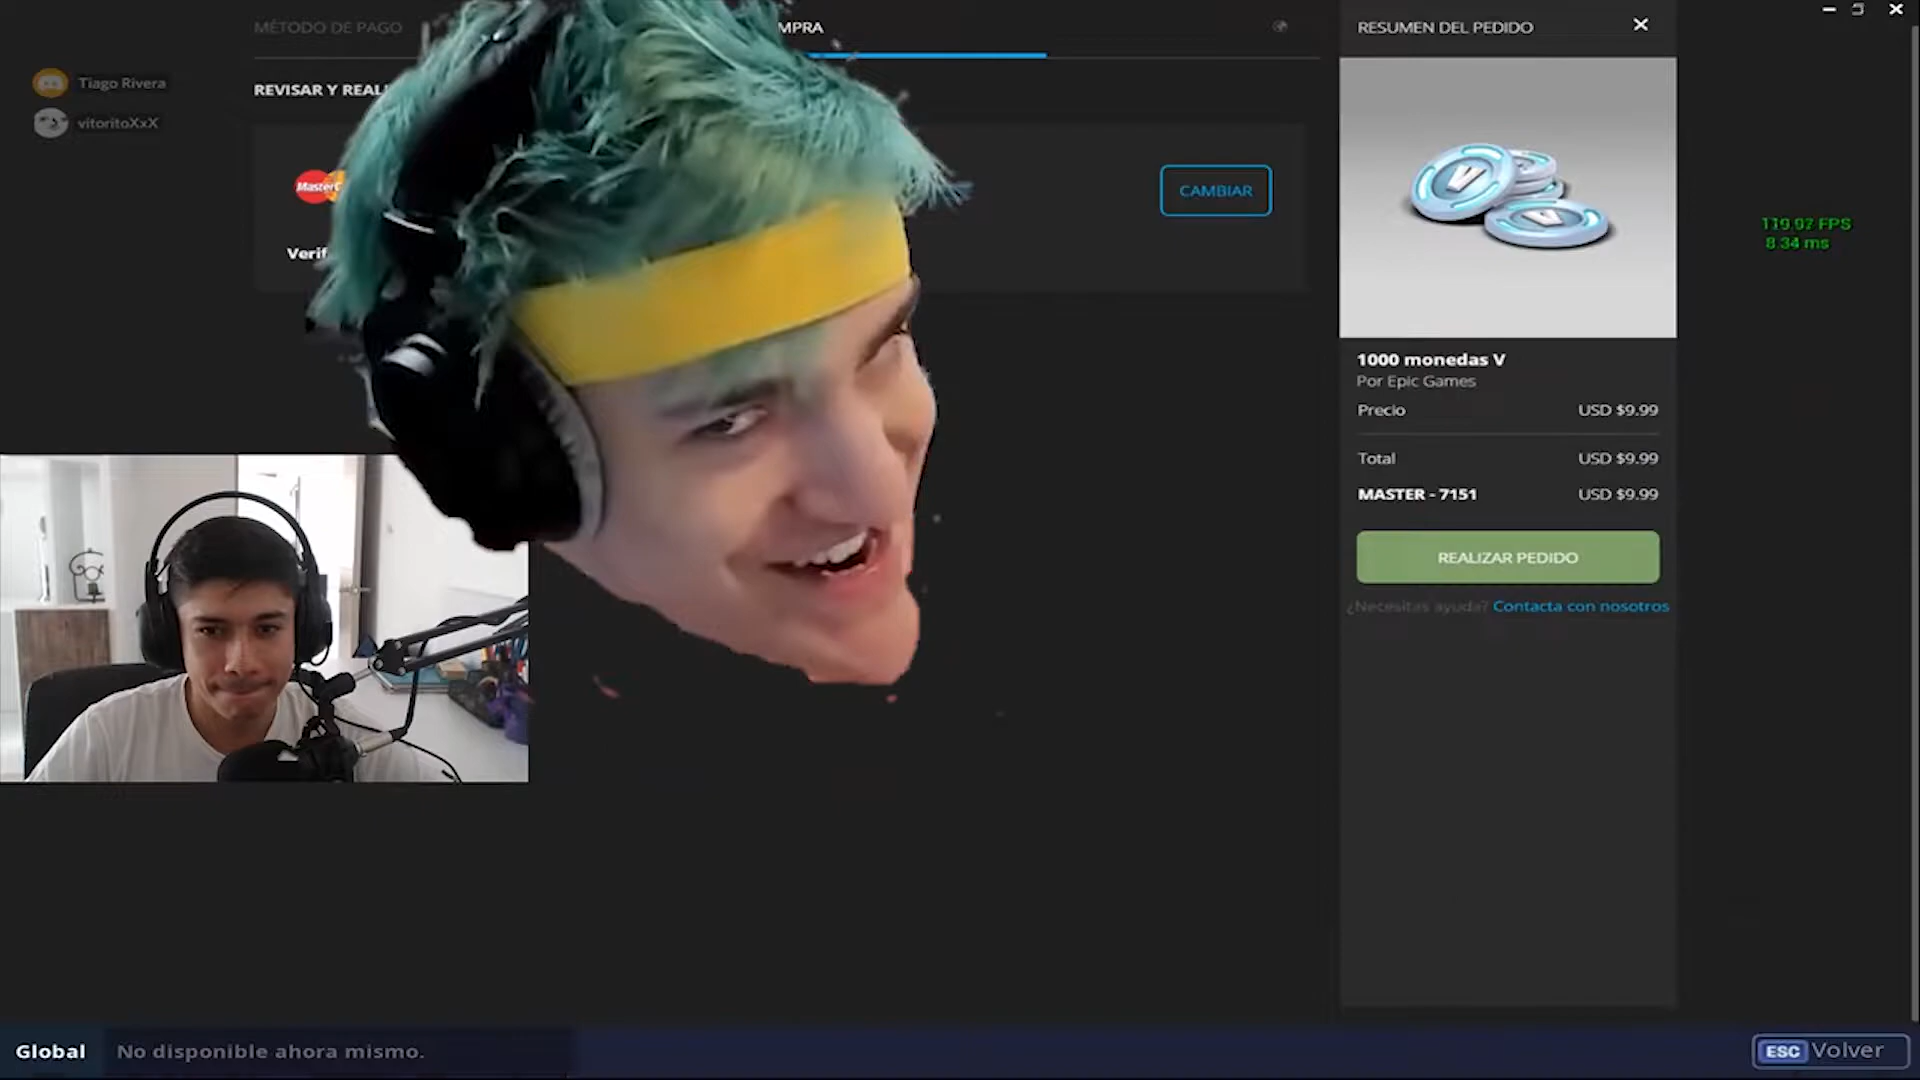 MÉTODO DE PAGO
MPRA
RESUMEN DEL PEDIDO
Tiago Rivera
vitoritoXxX
REVISAR Y REALI
MasterC
CAMBIAR
Verif
119.97 FPS
8.34 ms
1000 monedas V
Por Epic Games
Precio USD $9.99
Total USD $9.99
MASTER - 7151 USD $9.99
REALIZAR PEDIDO
¿Necesitas ayuda? Contacta con nosotros
Global No disponible ahora mismo.
ESC Volver